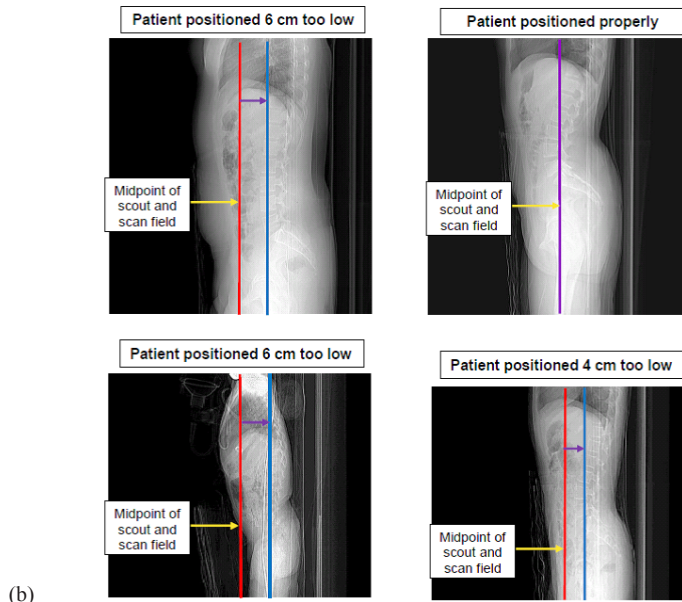 Patient positioned 6 cm too low
Patient positioned properly
Midpoint of
scout and
scan field
Midpoint of
scout and
scan field
Patient positioned 6 cm too low
Patient positioned 4 cm too low
Midpoint of
scout and
scan field
Midpoint of
scout and
scan field
(b)